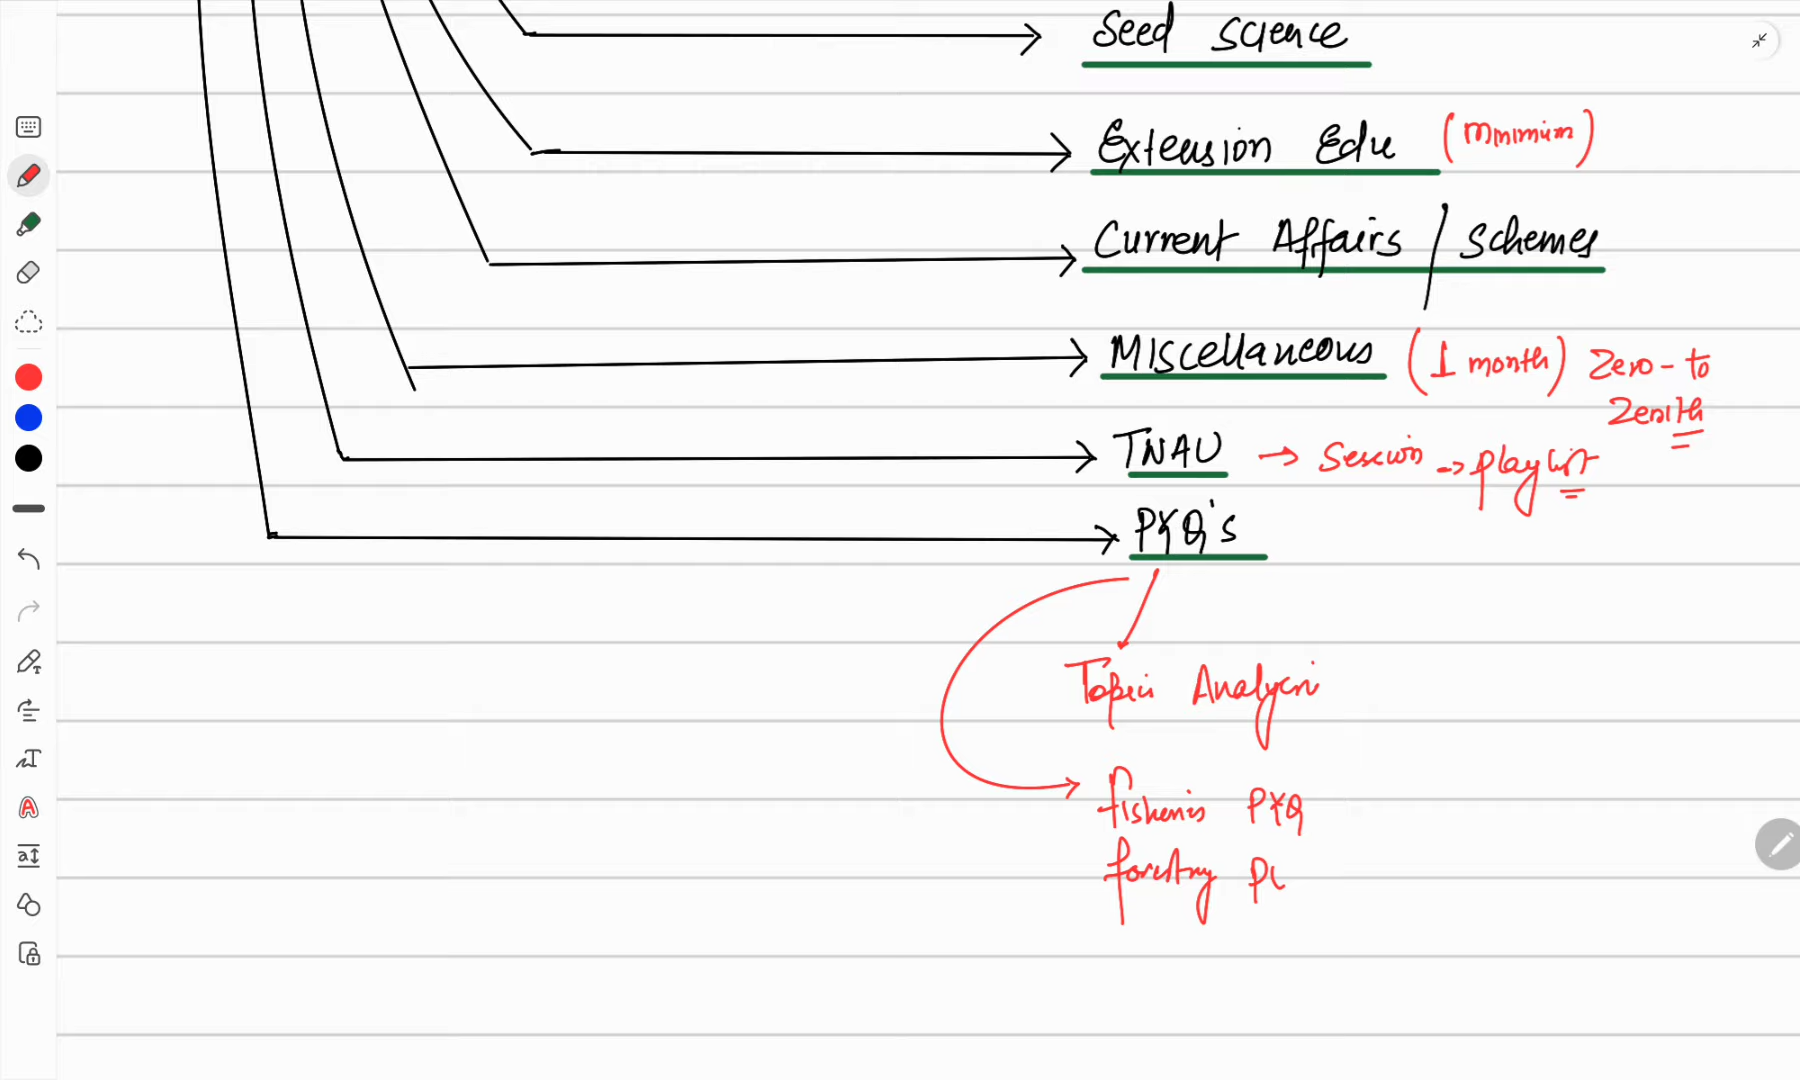 Seed Science
Extension Edu (Minimum)
Current Affairs / Schemes
Miscellaneous (1 month) Zero-to
Zenith
TNAU → Session → playlist
PYQ's
Topic Analysis
fisheries PYQ
forestry P